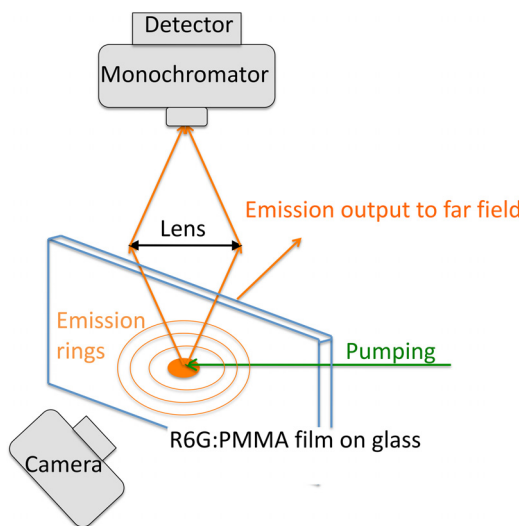 Detector
Monochromator
Lens
Emission output to far field
Emission
rings
Pumping
R6G:PMMA film on glass
Camera